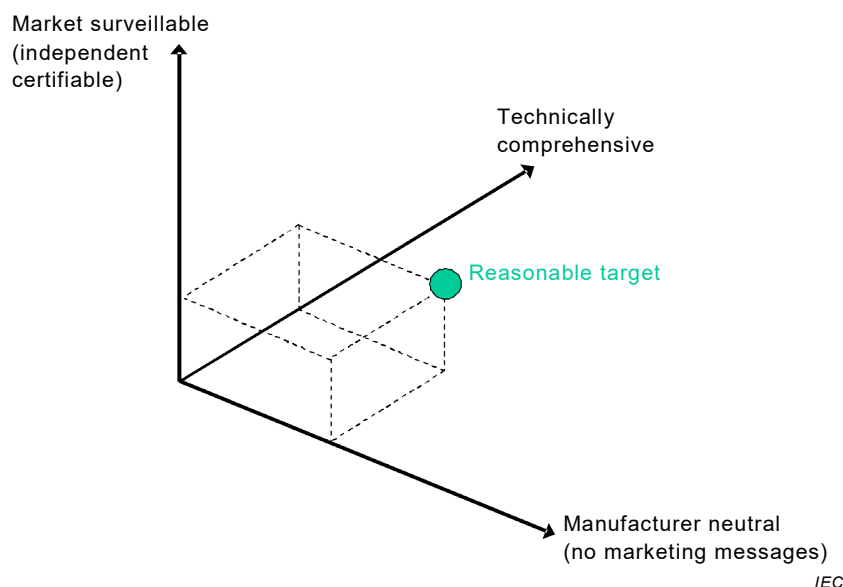 Market surveillable
(independent
certifiable)
Technically
comprehensive
Reasonable target
Manufacturer neutral
(no marketing messages)
IEC